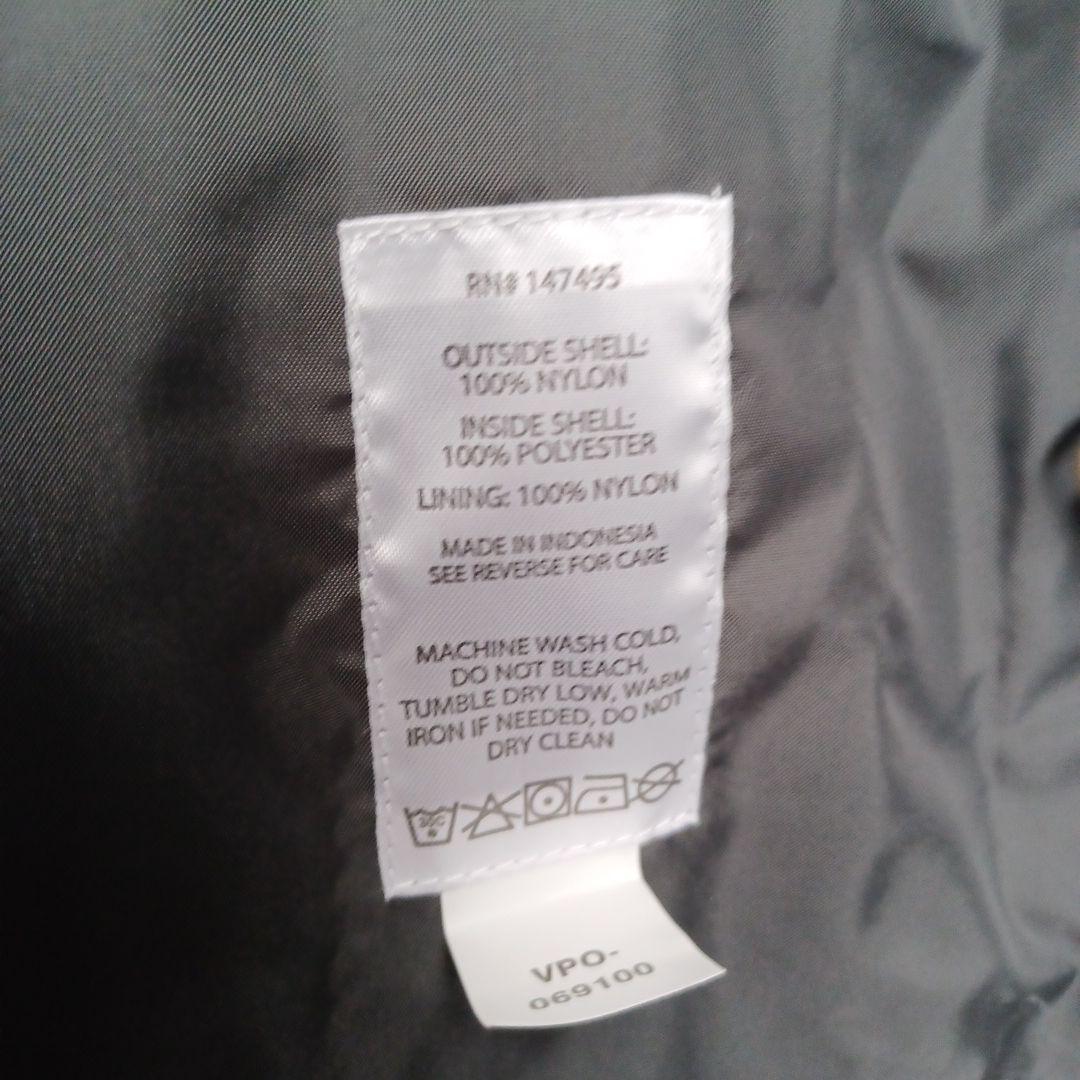 RN# 147495
OUTSIDE SHELL:
100% NYLON
INSIDE SHELL:
100% POLYESTER
LINING: 100% NYLON
MADE IN INDONESIA
SEE REVERSE FOR CARE
MACHINE WASH COLD,
DO NOT BLEACH,
TUMBLE DRY LOW, WARM
IRON IF NEEDED, DO NOT
DRY CLEAN
30C
VPO-
069100